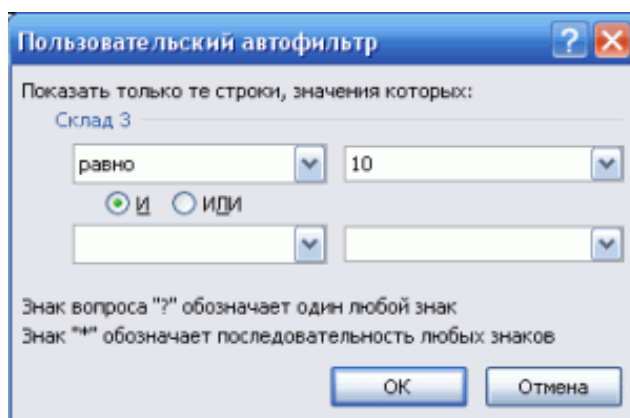 Пользовательский автофильтр
Показать только те строки, значения которых:
Склад 3
равно 10
И ИЛИ
Знак вопроса "?" обозначает один любой знак
Знак "*" обозначает последовательность любых знаков
ОК Отмена